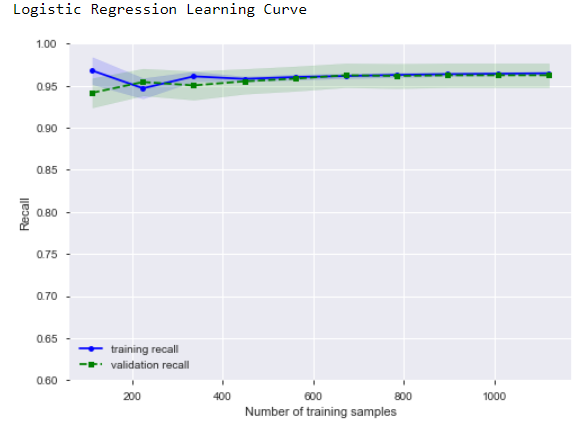 Logistic Regression Learning Curve
1.00
0.95
0.90
0.85
0.80
0.75
0.70
0.65
0.60
Recall
training recall
validation recall
200 400 600 800 1000
Number of training samples